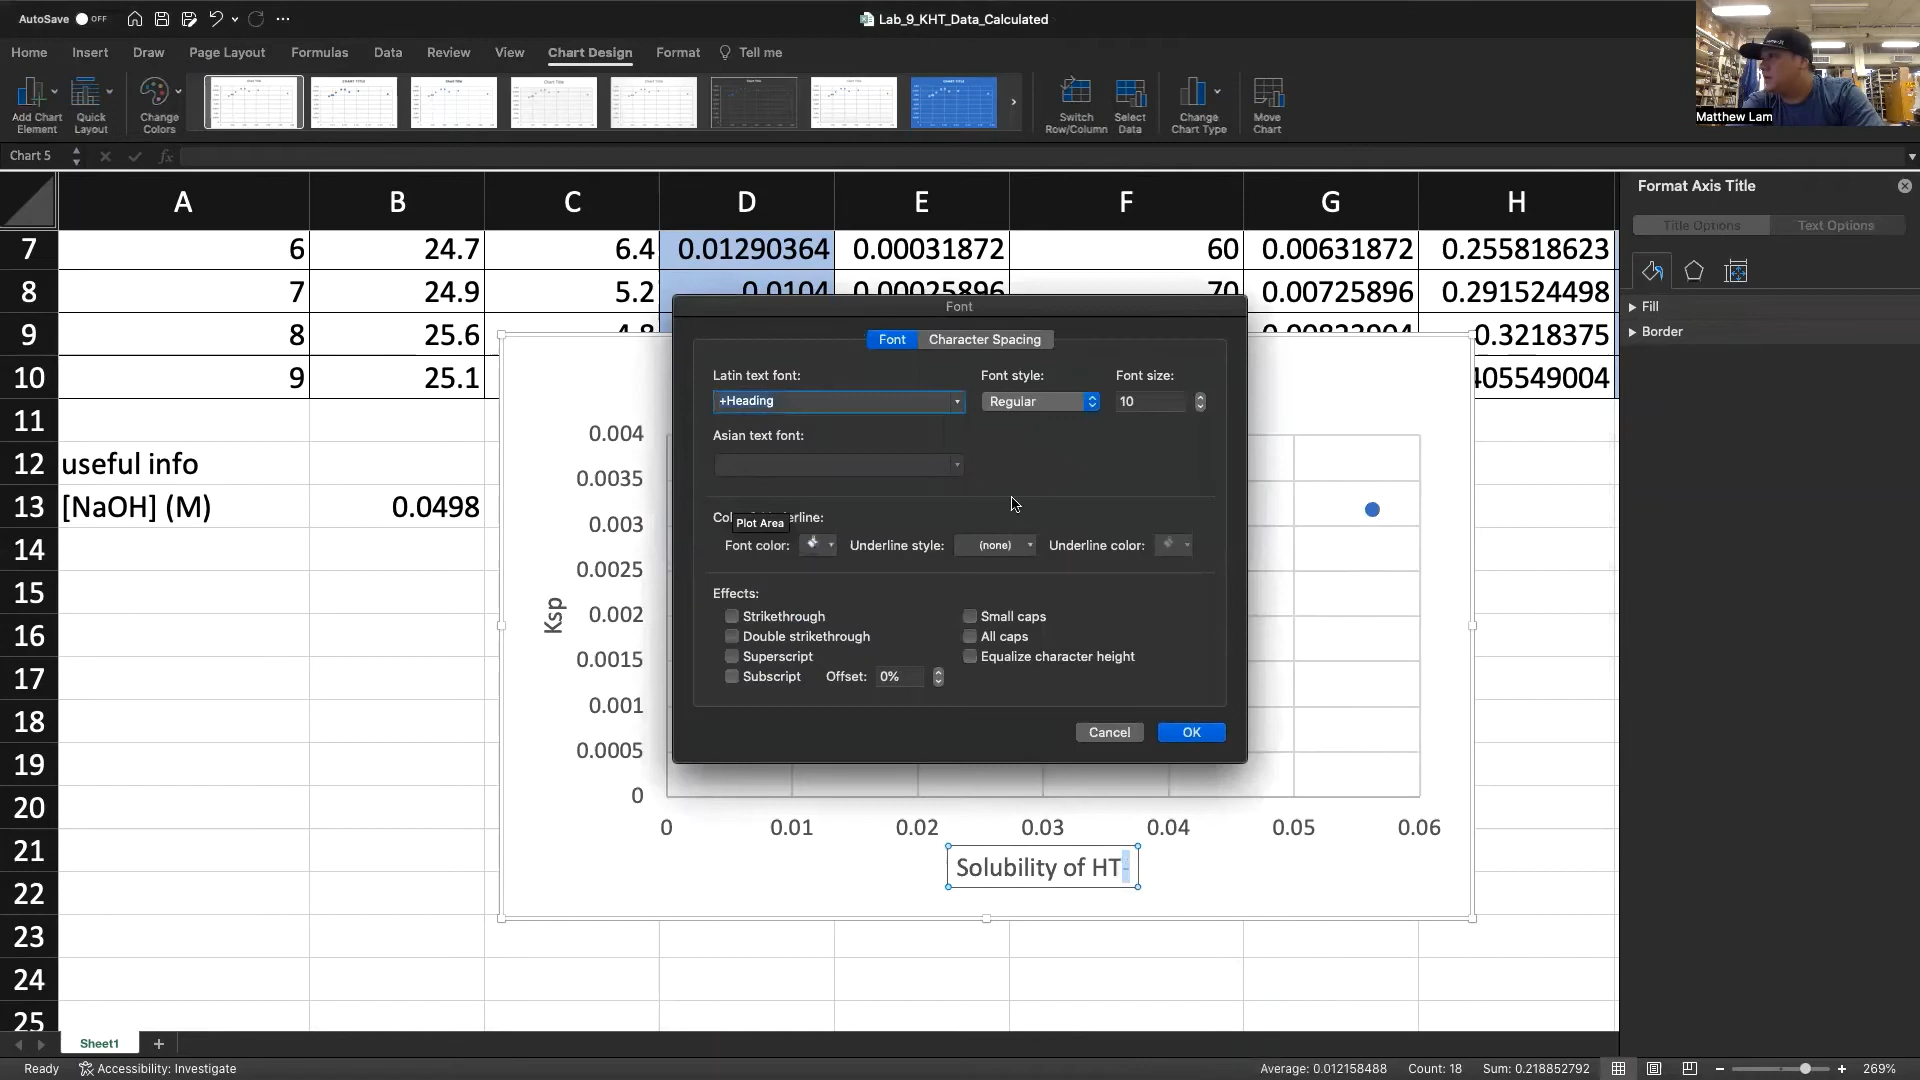 AutoSave OFF
Lab_9_KHT_Data_Calculated
Home Insert Draw Page Layout Formulas Data Review View Chart Design Format Tell me
Add Chart Element
Quick Layout
Change Colors
Switch Row/Column
Select Data
Change Chart Type
Move Chart
Matthew Lam
Chart 5 fx
A B C D E F G H
7 6 24.7 6.4 0.01290364 0.00031872 60 0.00631872 0.255818623
8 7 24.9 5.2 0.0104 0.00025896 70 0.00725896 0.291524498
9 8 25.6 4.8 0.3218375
10 9 25.1 405549004
11
12 useful info
13 [NaOH] (M) 0.0498
14
15
16
17
18
19
20
21
22
23
24
25
Format Axis Title
Title Options Text Options
Fill
Border
Font
Font Character Spacing
Latin text font: Font style: Font size:
+Heading Regular 10
Asian text font:
Plot Area
Font color: Underline style: (none) Underline color:
Effects:
Strikethrough Small caps
Double strikethrough All caps
Superscript Equalize character height
Subscript Offset: 0%
Cancel OK
0.004
0.0035
0.003
0.0025
0.002
0.0015
0.001
0.0005
0
Ksp
0 0.01 0.02 0.03 0.04 0.05 0.06
Solubility of HT-
Sheet1
Ready Accessibility: Investigate Average: 0.012158488 Count: 18 Sum: 0.218852792 269%